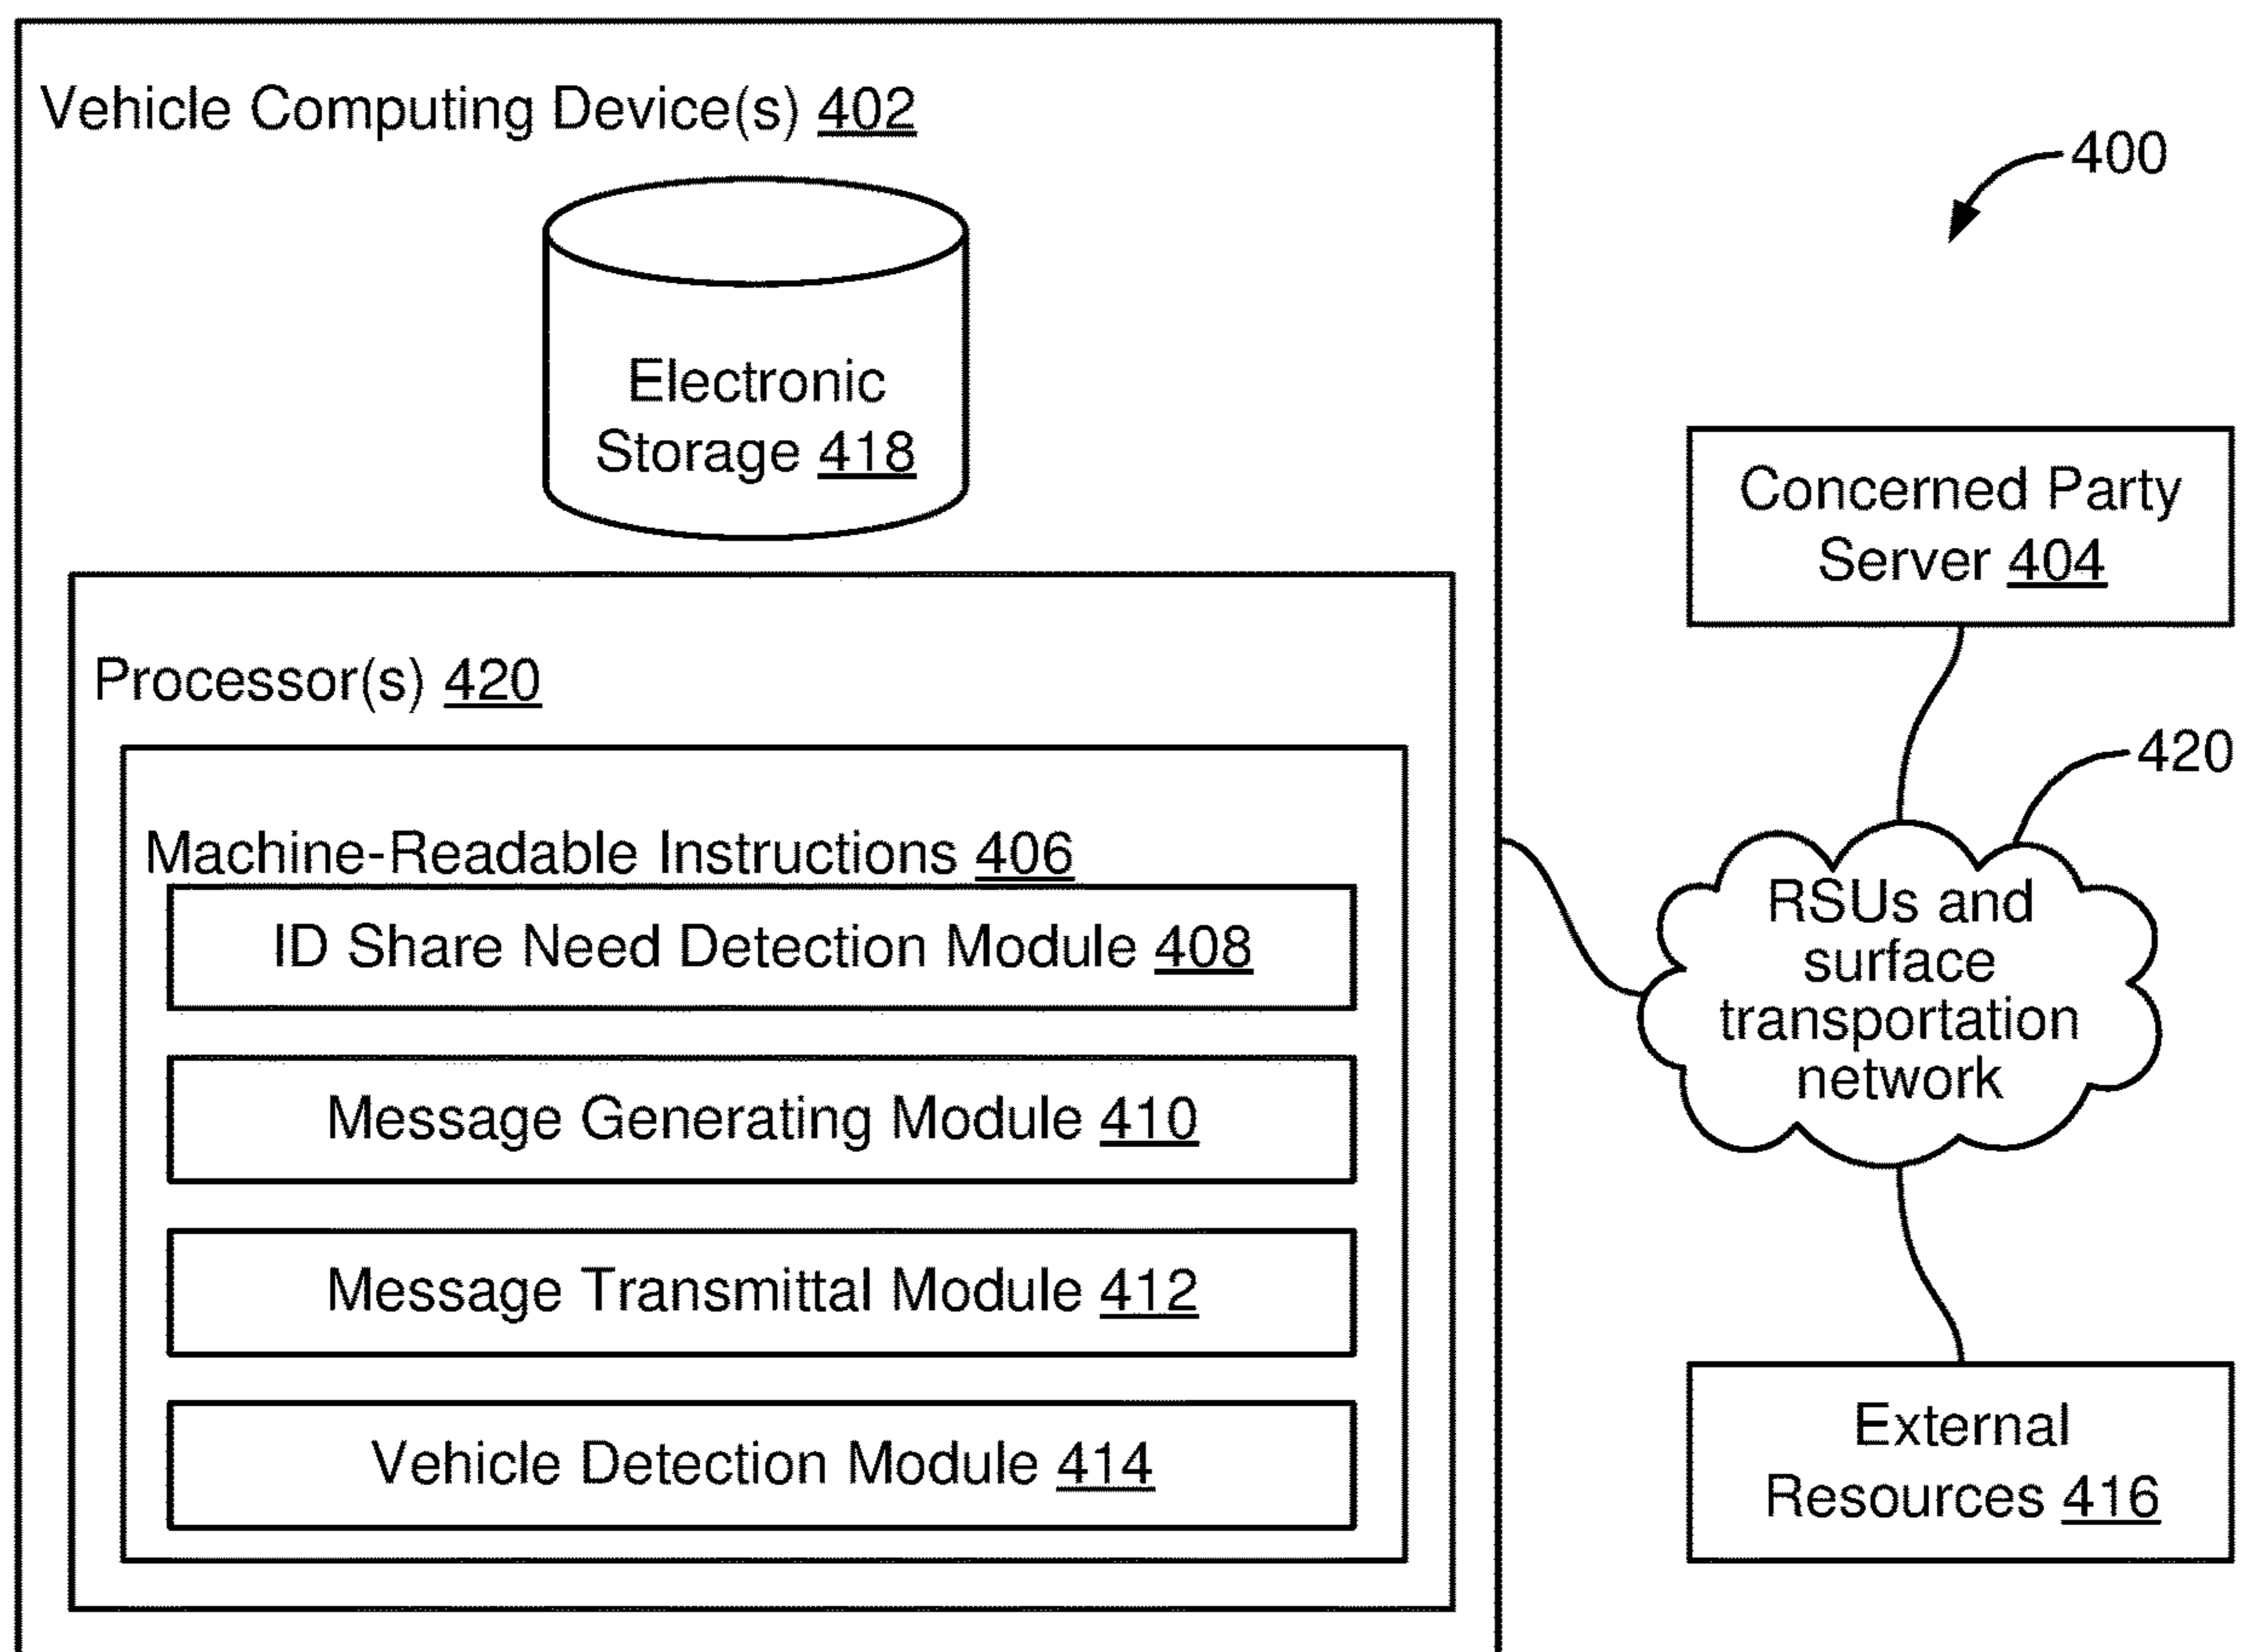 Vehicle Computing Device(s) 402
Electronic
Storage 418
Processor(s) 420
Machine-Readable Instructions 406
ID Share Need Detection Module 408
Message Generating Module 410
Message Transmittal Module 412
Vehicle Detection Module 414
400
Concerned Party
Server 404
420
RSUs and
surface
transportation
network
External
Resources 416